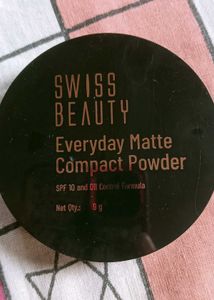 SWISS
BEAUTY
Everyday Matte
Compact Powder
SPF 10 and Oil Control Formula
Net Qty.: 9 g